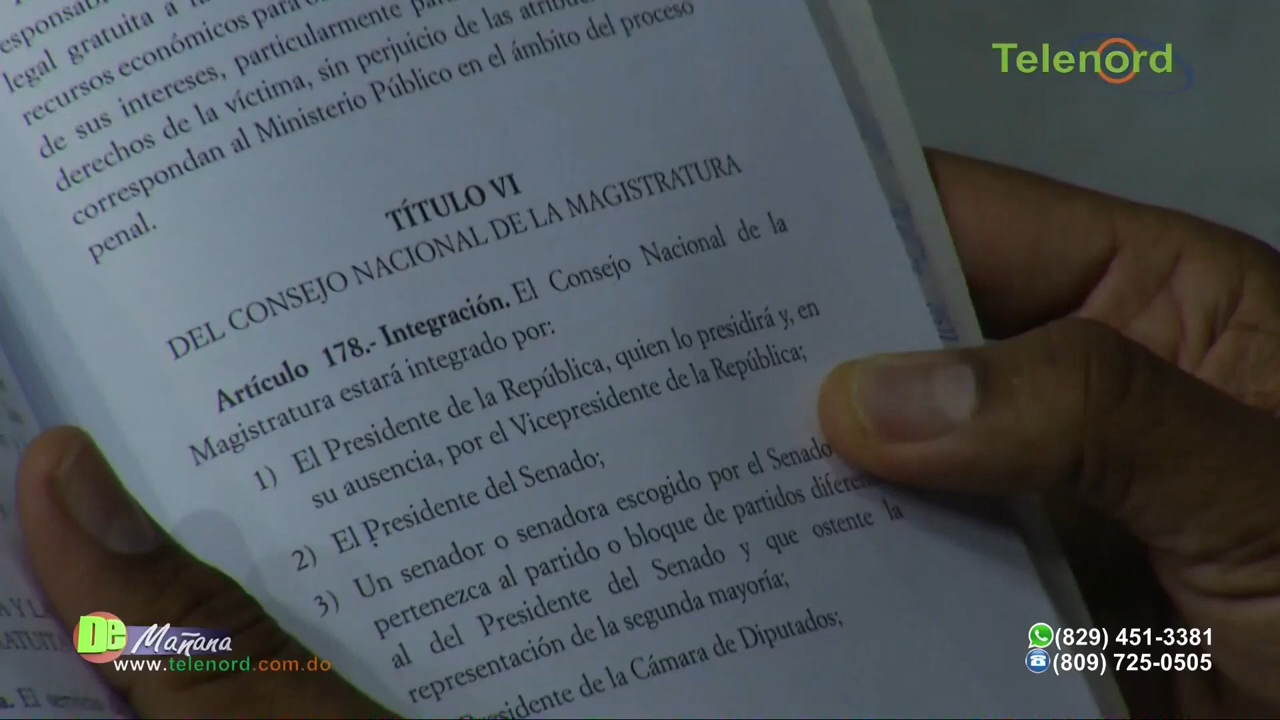 legal gratuita a
recursos económicos para
de sus intereses, particularmente
derechos de la víctima, sin perjuicio de las
correspondan al Ministerio Público en el ámbito del proceso
penal.
TÍTULO VI
DEL CONSEJO NACIONAL DE LA MAGISTRATURA
Artículo 178.- Integración. El Consejo Nacional de la
Magistratura estará integrado por:
1) El Presidente de la República, quien lo presidirá y, en
su ausencia, por el Vicepresidente de la República;
2) El Presidente del Senado;
3) Un senador o senadora escogido por el Senado
pertenezca al partido o bloque de partidos
al del Presidente del Senado y que ostente la
representación de la segunda mayoría;
de la Cámara de Diputados;
Telenord
De Mañana
www.telenord.com.do
(829) 451-3381
(809) 725-0505